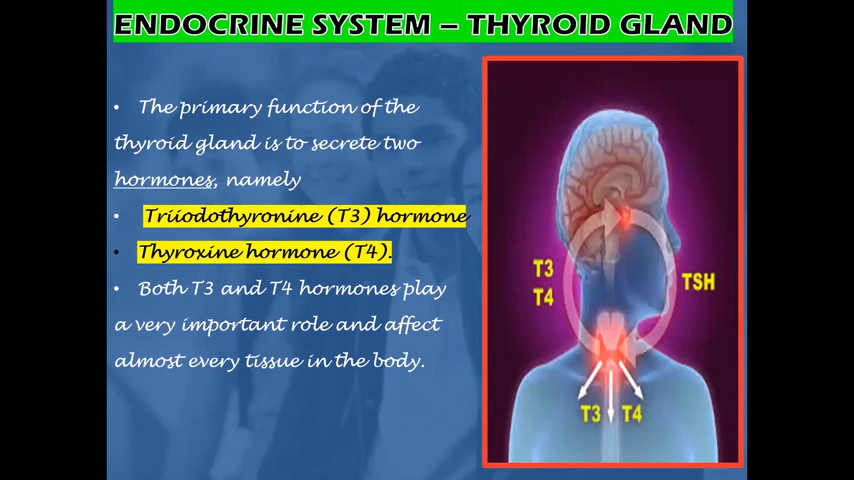 ENDOCRINE SYSTEM – THYROID GLAND
• The primary function of the
thyroid gland is to secrete two
hormones, namely
• Triiodothyronine (T3) hormone
• Thyroxine hormone (T4).
• Both T3 and T4 hormones play
a very important role and affect
almost every tissue in the body.
T3
T4
TSH
T3 T4